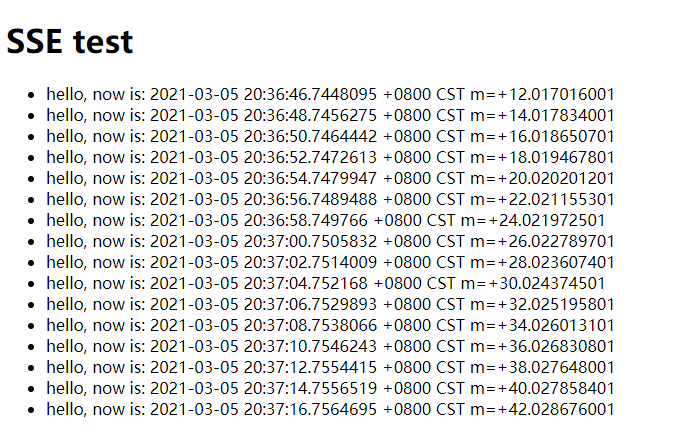 SSE test
hello, now is: 2021-03-05 20:36:46.7448095 +0800 CST m=+12.017016001
hello, now is: 2021-03-05 20:36:48.7456275 +0800 CST m=+14.017834001
hello, now is: 2021-03-05 20:36:50.7464442 +0800 CST m=+16.018650701
hello, now is: 2021-03-05 20:36:52.7472613 +0800 CST m=+18.019467801
hello, now is: 2021-03-05 20:36:54.7479947 +0800 CST m=+20.020201201
hello, now is: 2021-03-05 20:36:56.7489488 +0800 CST m=+22.021155301
hello, now is: 2021-03-05 20:36:58.749766 +0800 CST m=+24.021972501
hello, now is: 2021-03-05 20:37:00.7505832 +0800 CST m=+26.022789701
hello, now is: 2021-03-05 20:37:02.7514009 +0800 CST m=+28.023607401
hello, now is: 2021-03-05 20:37:04.752168 +0800 CST m=+30.024374501
hello, now is: 2021-03-05 20:37:06.7529893 +0800 CST m=+32.025195801
hello, now is: 2021-03-05 20:37:08.7538066 +0800 CST m=+34.026013101
hello, now is: 2021-03-05 20:37:10.7546243 +0800 CST m=+36.026830801
hello, now is: 2021-03-05 20:37:12.7554415 +0800 CST m=+38.027648001
hello, now is: 2021-03-05 20:37:14.7556519 +0800 CST m=+40.027858401
hello, now is: 2021-03-05 20:37:16.7564695 +0800 CST m=+42.028676001